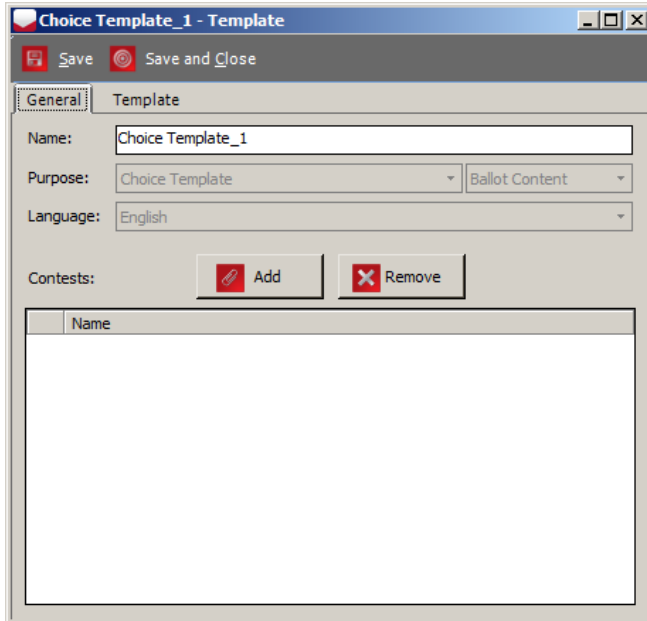 Choice Template_1 - Template
Save Save and Close
General Template
Name: Choice Template_1
Purpose: Choice Template Ballot Content
Language: English
Contests: Add Remove
Name